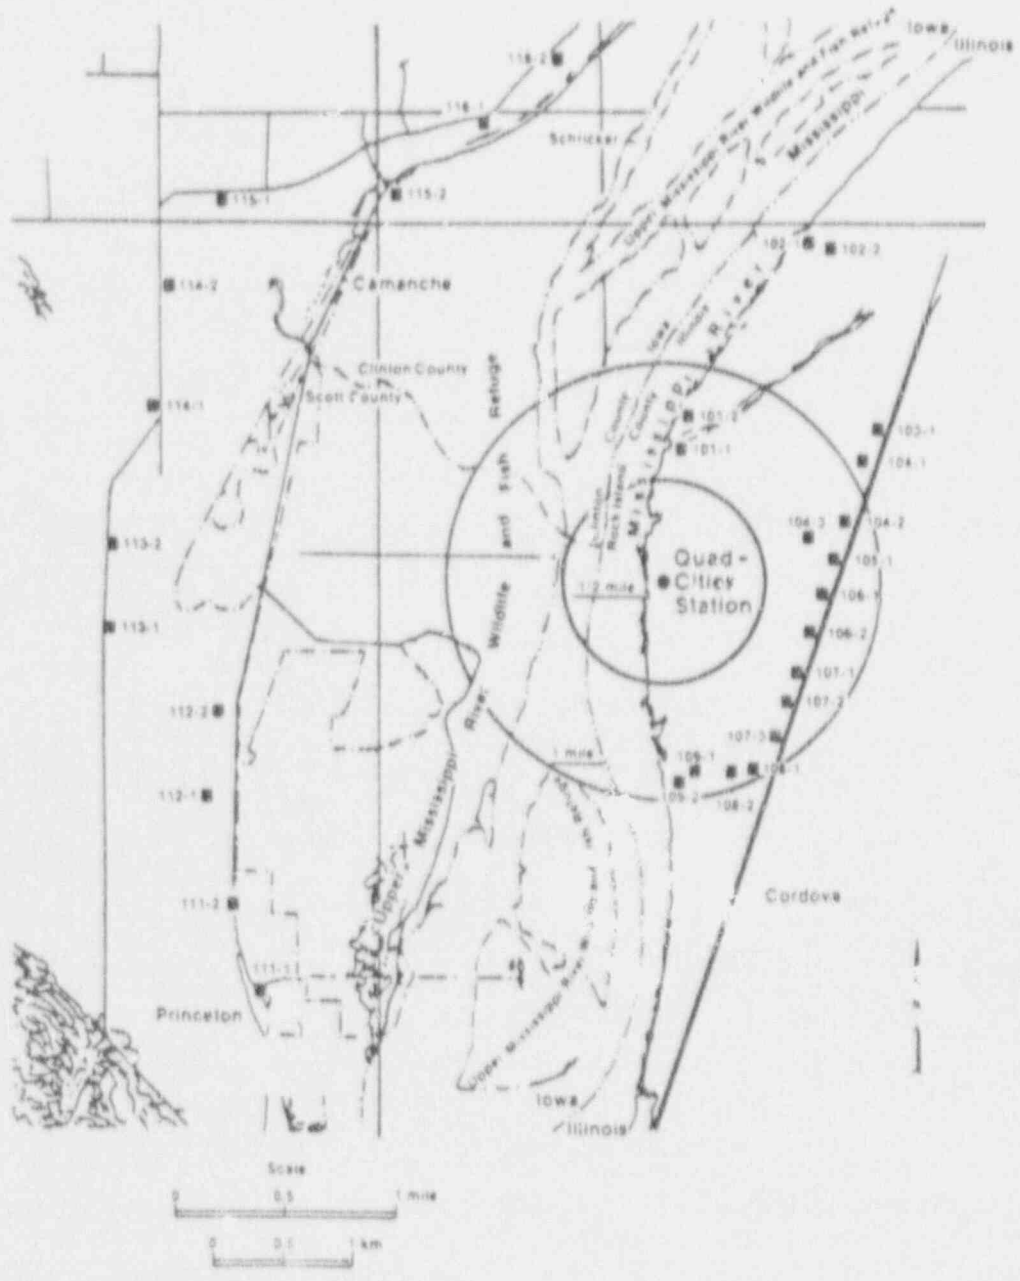 Iowa
Illinois
Upper Mississippi River Wildlife and Fish
Mississippi
116-2
116-1
Schricker
115-1
115-2
102-1
102-2
114-2
Camanche
River
Iowa
Illinois
Clinton County
Scott County
Refuge
114-1
County
County
101-2
101-1
103-1
104-1
and Fish
Clinton
Rock Island
Mississippi
104-3
104-2
113-2
105-1
Quad-
Cities
Station
1/2 mile
106-1
Wildlife
113-1
106-2
107-1
112-2
River
107-2
107-3
1 mile
109-1
108-1
109-2
108-2
112-1
Mississippi
Upper
Cordova
111-2
111-1
Princeton
Upper Mississippi River
Iowa
Illinois
Scale
0 0.5 1 mile
0 0.5 1 km